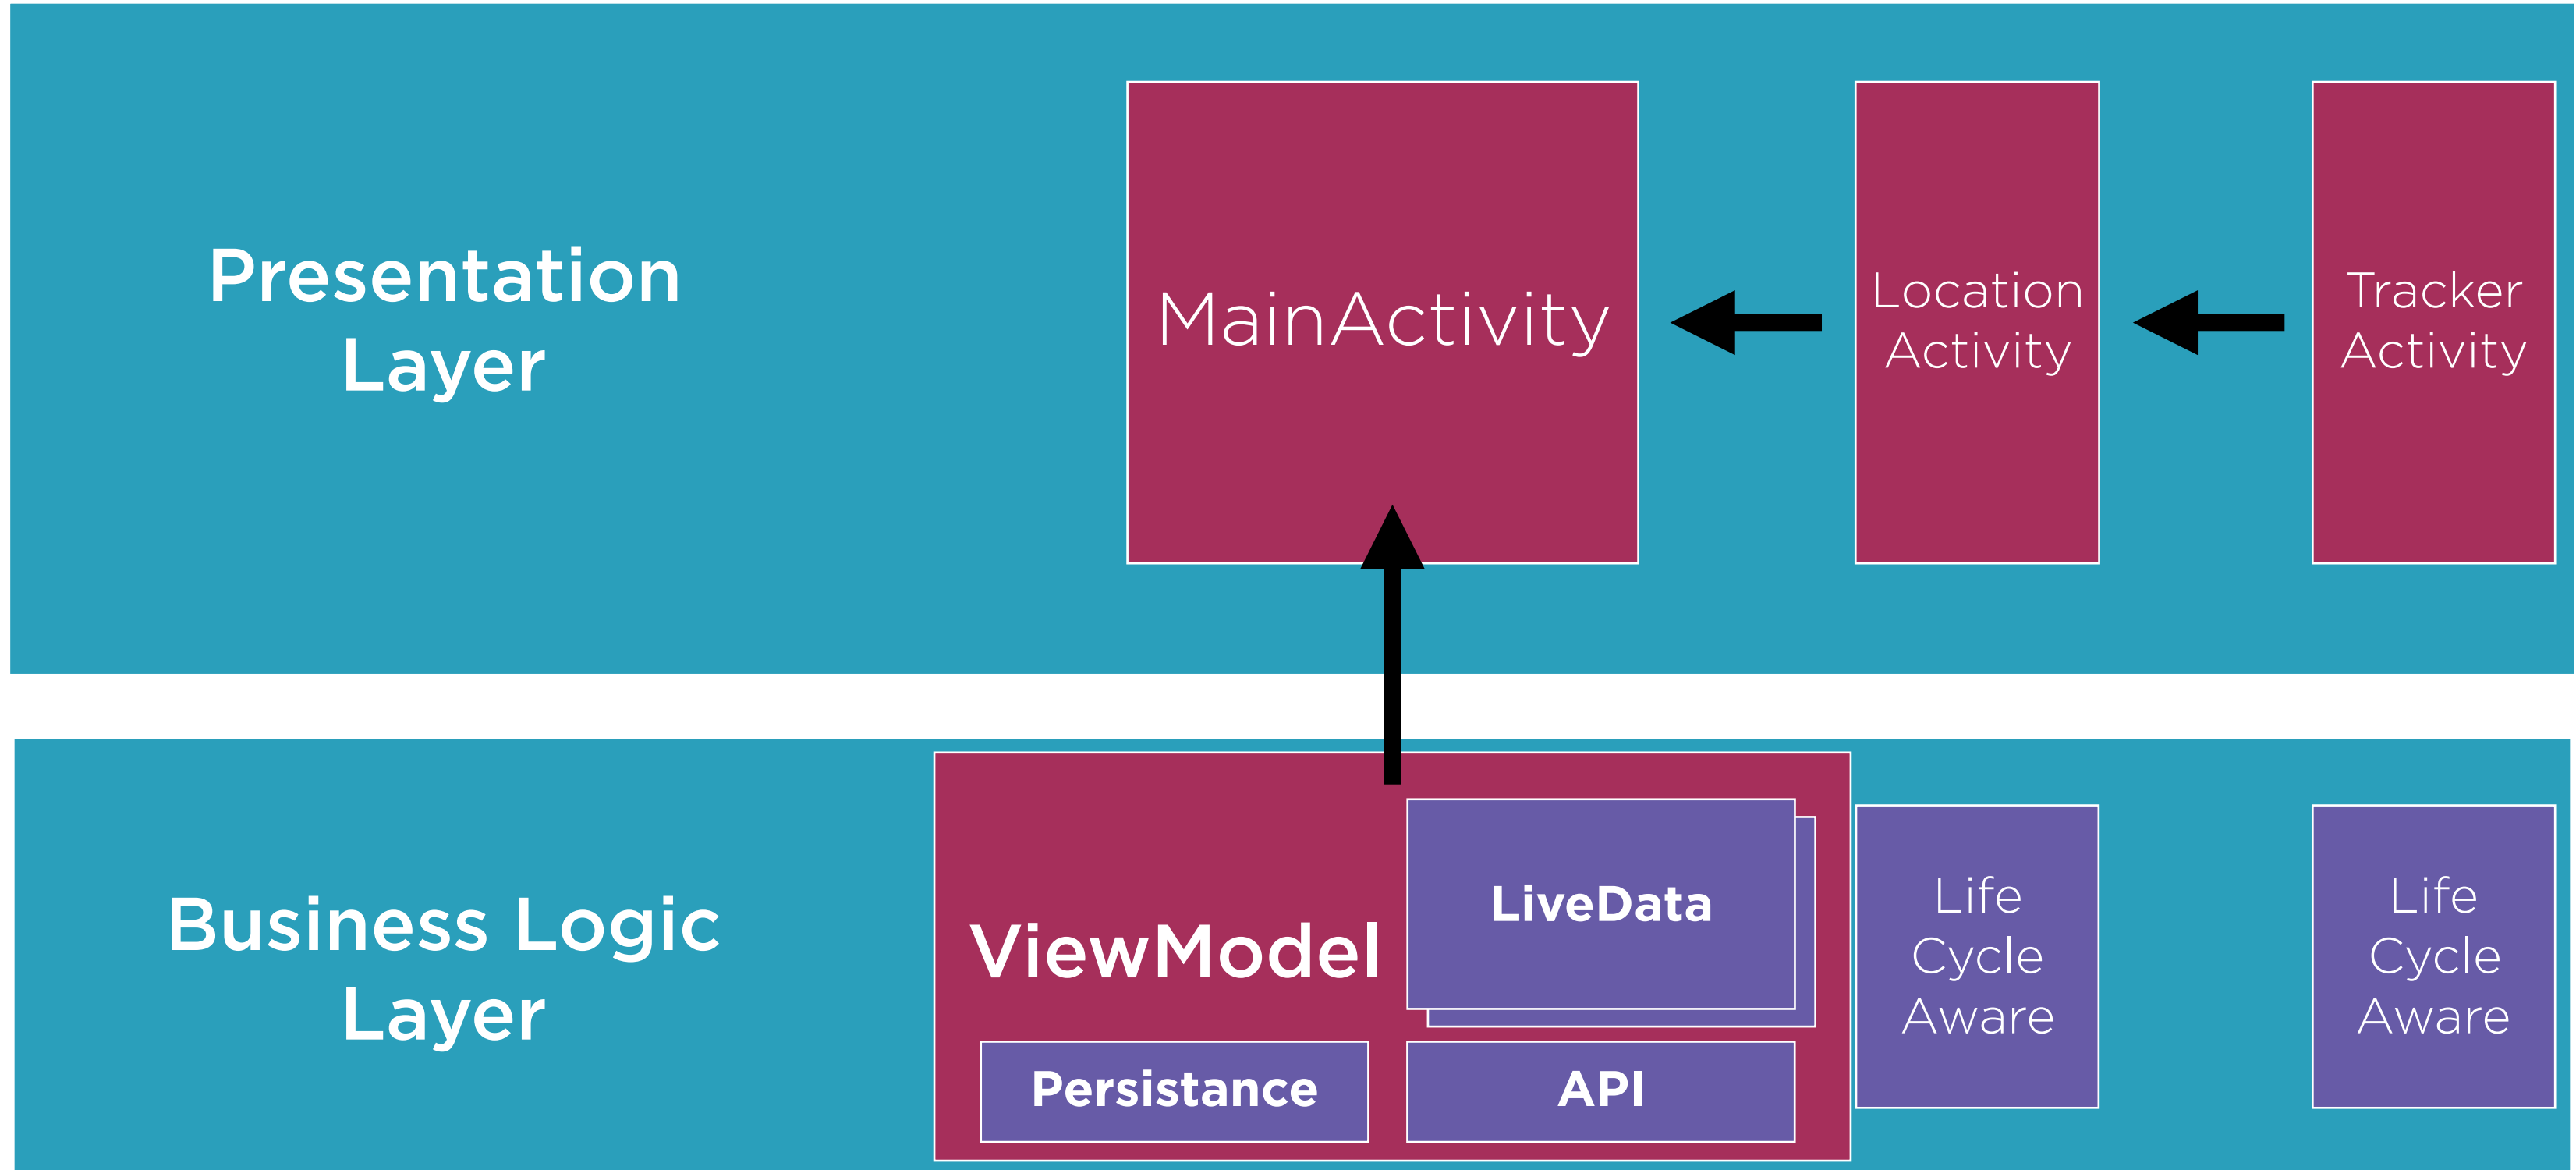 Presentation
Layer
MainActivity
Location
Activity
Tracker
Activity
Business Logic
Layer
ViewModel
LiveData
Persistance
API
Life
Cycle
Aware
Life
Cycle
Aware